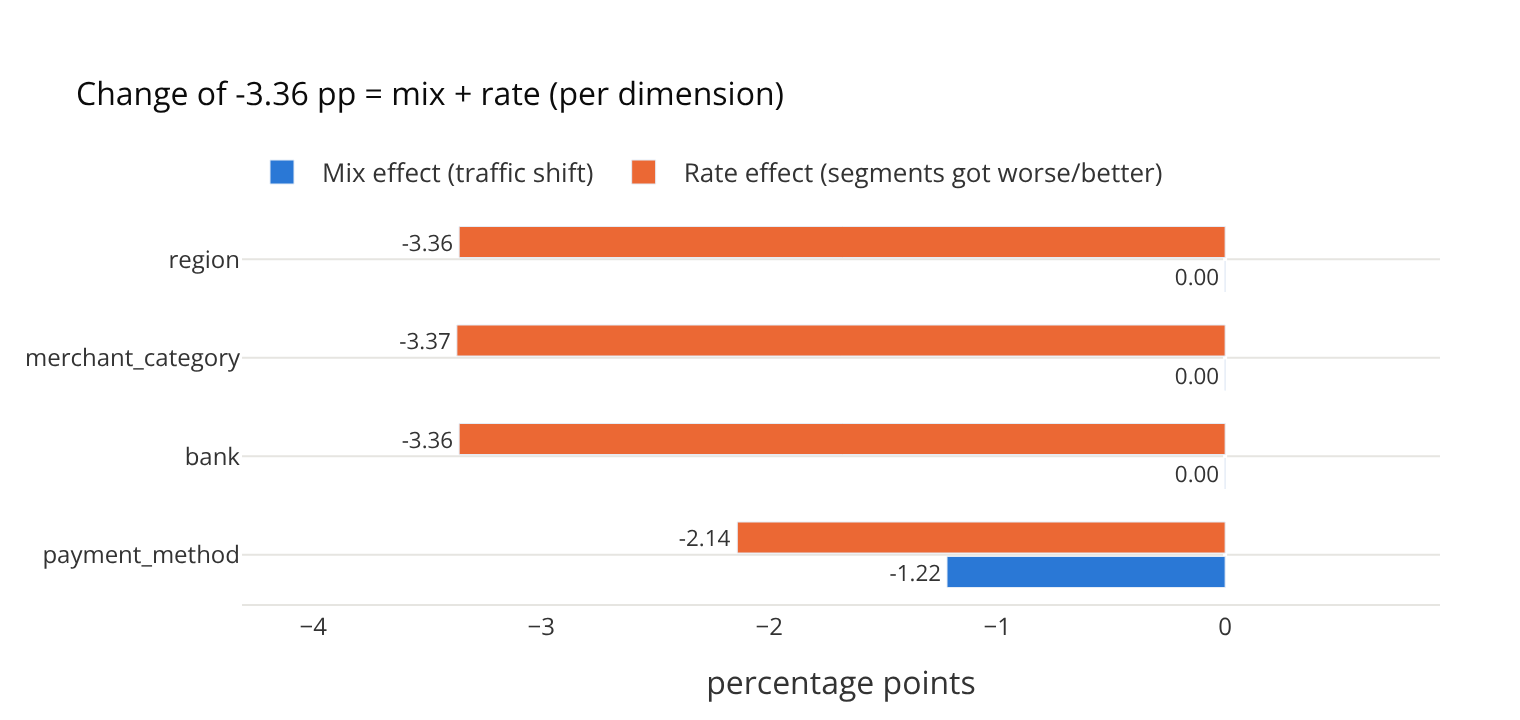 Change of -3.36 pp = mix + rate (per dimension)
Mix effect (traffic shift) Rate effect (segments got worse/better)
region -3.36
0.00
merchant_category -3.37
0.00
bank -3.36
0.00
payment_method -2.14
-1.22
−4 −3 −2 −1 0
percentage points